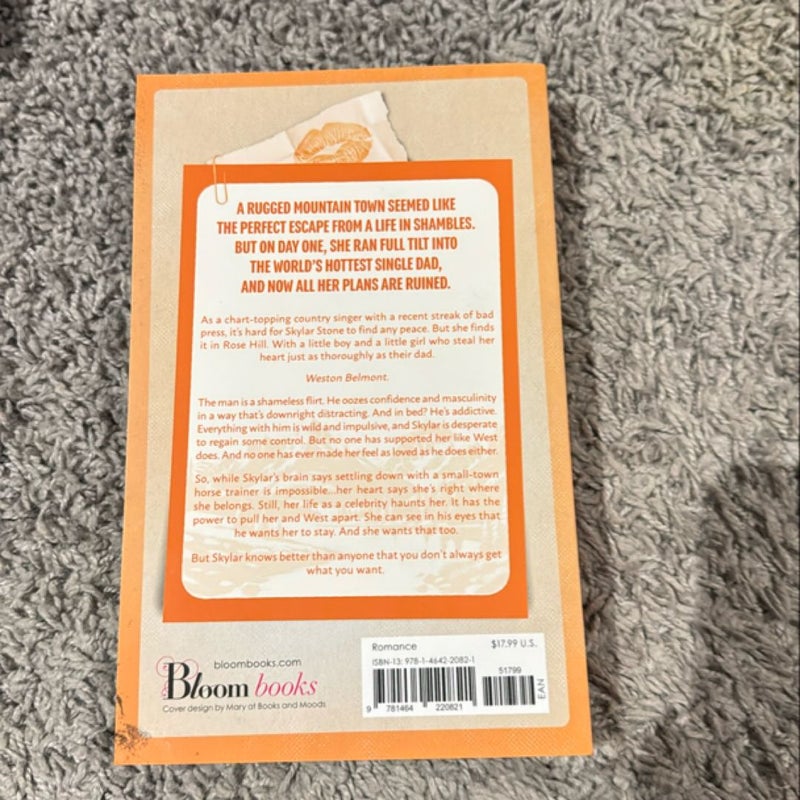 A RUGGED MOUNTAIN TOWN SEEMED LIKE
THE PERFECT ESCAPE FROM A LIFE IN SHAMBLES.
BUT ON DAY ONE, SHE RAN FULL TILT INTO
THE WORLD'S HOTTEST SINGLE DAD,
AND NOW ALL HER PLANS ARE RUINED.
As a chart-topping country singer with a recent streak of bad
press, it's hard for Skylar Stone to find any peace. But she finds
it in Rose Hill. With a little boy and a little girl who steal her
heart just as thoroughly as their dad.
Weston Belmont.
The man is a shameless flirt. He oozes confidence and masculinity
in a way that's downright distracting. And in bed? He's addictive.
Everything with him is wild and impulsive, and Skylar is desperate
to regain some control. But no one has supported her like West
does. And no one has ever made her feel as loved as he does either.
So, while Skylar's brain says settling down with a small-town
horse trainer is impossible...her heart says she's right where
she belongs. Still, her life as a celebrity haunts her. It has the
power to pull her and West apart. She can see in his eyes that
he wants her to stay. And she wants that too.
But Skylar knows better than anyone that you don't always get
what you want.
bloombooks.com
Bloom books
Cover design by Mary at Books and Moods
Romance
$17.99 U.S.
ISBN-13: 978-1-4642-2082-1
51799
9 781464 220821
EAN